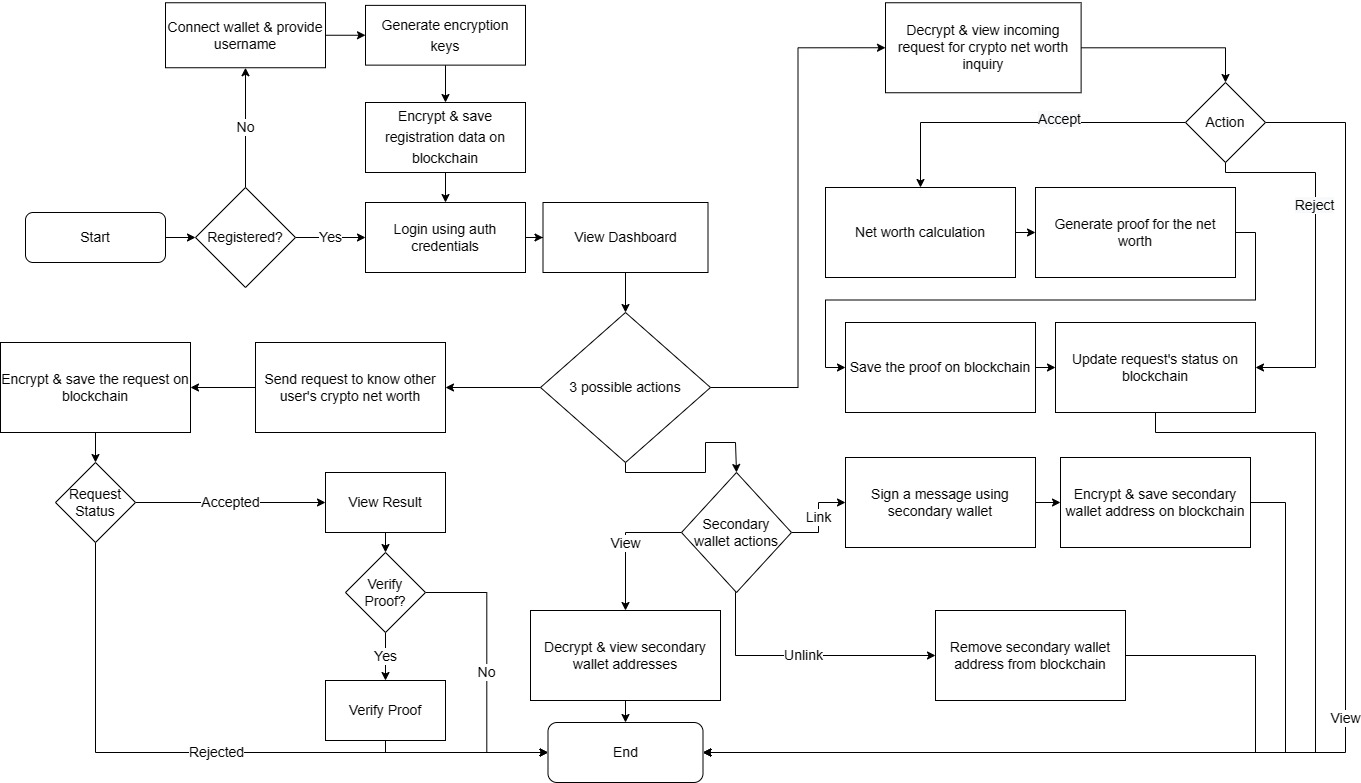 Connect wallet & provide
username
Generate encryption
keys
Decrypt & view incoming
request for crypto net worth
inquiry
No
Encrypt & save
registration data on
blockchain
Accept
Action
Reject
Start
Registered?
Yes
Login using auth
credentials
View Dashboard
Net worth calculation
Generate proof for the net
worth
Encrypt & save the request on
blockchain
Send request to know other
user's crypto net worth
3 possible actions
Save the proof on blockchain
Update request's status on
blockchain
Request
Status
Accepted
View Result
Secondary
wallet actions
View
Link
Sign a message using
secondary wallet
Encrypt & save secondary
wallet address on blockchain
Verify
Proof?
Yes
No
Decrypt & view secondary
wallet addresses
Unlink
Remove secondary wallet
address from blockchain
Verify Proof
View
Rejected
End